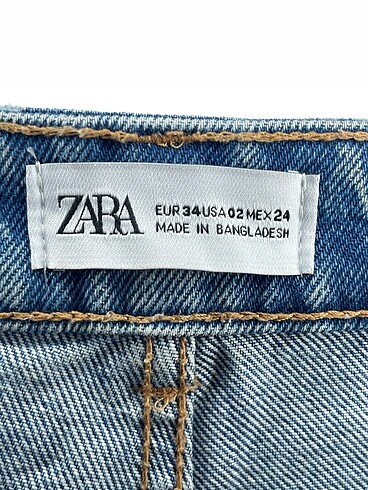 ZARA
EUR 34 USA 02 MEX 24
MADE IN BANGLADESH